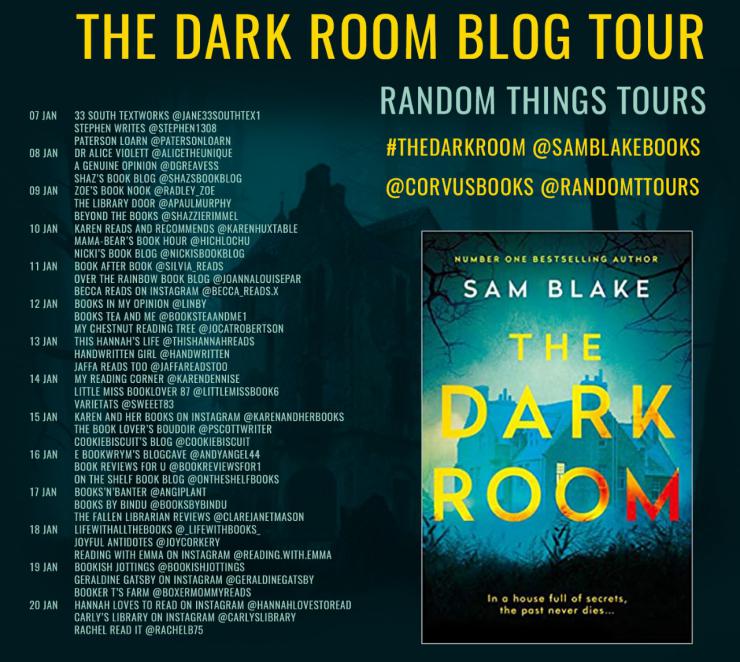 THE DARK ROOM BLOG TOUR
RANDOM THINGS TOURS
#THEDARKROOM @SAMBLAKEBOOKS
@CORVUSBOOKS @RANDOMTTOURS
07 JAN 33 SOUTH TEXTWORKS @JANE33SOUTHTEX1
STEPHEN WRITES @STEPHEN1308
PATERSON LOARN @PATERSONLOARN
08 JAN DR ALICE VIOLETT @ALICETHEUNIQUE
A GENUINE OPINION @DGREAVESS
SHAZ'S BOOK BLOG @SHAZSBOOKBLOG
09 JAN ZOE'S BOOK NOOK @RADLEY_ZOE
THE LIBRARY DOOR @APAULMURPHY
BEYOND THE BOOKS @SHAZZIERIMMEL
10 JAN KAREN READS AND RECOMMENDS @KARENHUXTABLE
MAMA-BEAR'S BOOK HOUR @HICHLOCHU
NICKI'S BOOK BLOG @NICKISBOOKBLOG
11 JAN BOOK AFTER BOOK @SILVIA_READS
OVER THE RAINBOW BOOK BLOG @JOANNALOUISEPAR
BECCA READS ON INSTAGRAM @BECCA_READS.X
12 JAN BOOKS IN MY OPINION @LINBY
BOOKS TEA AND ME @BOOKSTEAANDME1
MY CHESTNUT READING TREE @JOCATROBERTSON
13 JAN THIS HANNAH'S LIFE @THISHANNAHREADS
HANDWRITTEN GIRL @HANDWRITTEN
JAFFA READS TOO @JAFFAREADSTOO
14 JAN MY READING CORNER @KARENDENNISE
LITTLE MISS BOOKLOVER 87 @LITTLEMISSBOOK6
VARIETATS @SWEEET83
15 JAN KAREN AND HER BOOKS ON INSTAGRAM @KARENANDHERBOOKS
THE BOOK LOVER'S BOUDOIR @PSCOTTWRITER
COOKIEBISCUIT'S BLOG @COOKIEBISCUIT
16 JAN E BOOKWRYM'S BLOGCAVE @ANDYANGEL44
BOOK REVIEWS FOR U @BOOKREVIEWSFOR1
ON THE SHELF BOOK BLOG @ONTHESHELFBOOKS
17 JAN BOOKS'N'BANTER @ANGIPLANT
BOOKS BY BINDU @BOOKSBYBINDU
THE FALLEN LIBRARIAN REVIEWS @CLAREJANETMASON
18 JAN LIFEWITHALLTHEBOOKS @_LIFEWITHBOOKS_
JOYFUL ANTIDOTES @JOYCORKERY
READING WITH EMMA ON INSTAGRAM @READING.WITH.EMMA
19 JAN BOOKISH JOTTINGS @BOOKISHJOTTINGS
GERALDINE GATSBY ON INSTAGRAM @GERALDINEGATSBY
BOOKER T'S FARM @BOXERMOMMYREADS
20 JAN HANNAH LOVES TO READ ON INSTAGRAM @HANNAHLOVESTOREAD
CARLY'S LIBRARY ON INSTAGRAM @CARLYSLIBRARY
RACHEL READ IT @RACHELB75
NUMBER ONE BESTSELLING AUTHOR
SAM BLAKE
THE
DARK
ROOM
In a house full of secrets,
the past never dies...